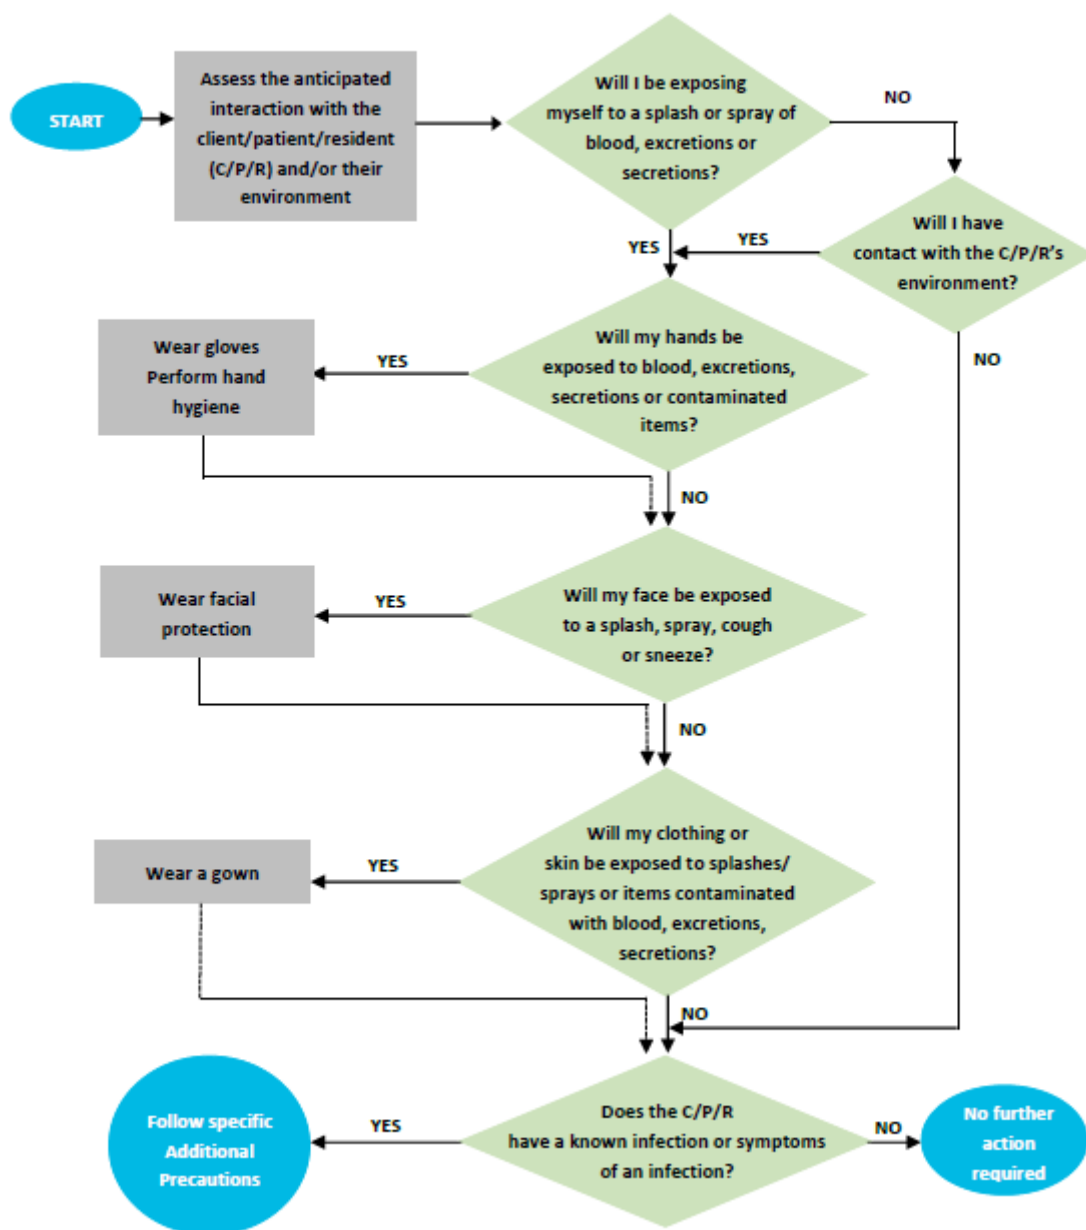 START
Assess the anticipated
interaction with the
client/patient/resident
(C/P/R) and/or their
environment
Will I be exposing
myself to a splash or spray of
blood, excretions or
secretions?
NO
Will I have
contact with the C/P/R's
environment?
YES
YES
NO
Will my hands be
exposed to blood, excretions,
secretions or contaminated
items?
YES
Wear gloves
Perform hand
hygiene
NO
Will my face be exposed
to a splash, spray, cough
or sneeze?
YES
Wear facial
protection
NO
Will my clothing or
skin be exposed to splashes/
sprays or items contaminated
with blood, excretions,
secretions?
YES
Wear a gown
NO
Does the C/P/R
have a known infection or symptoms
of an infection?
YES
Follow specific
Additional
Precautions
NO
No further
action
required